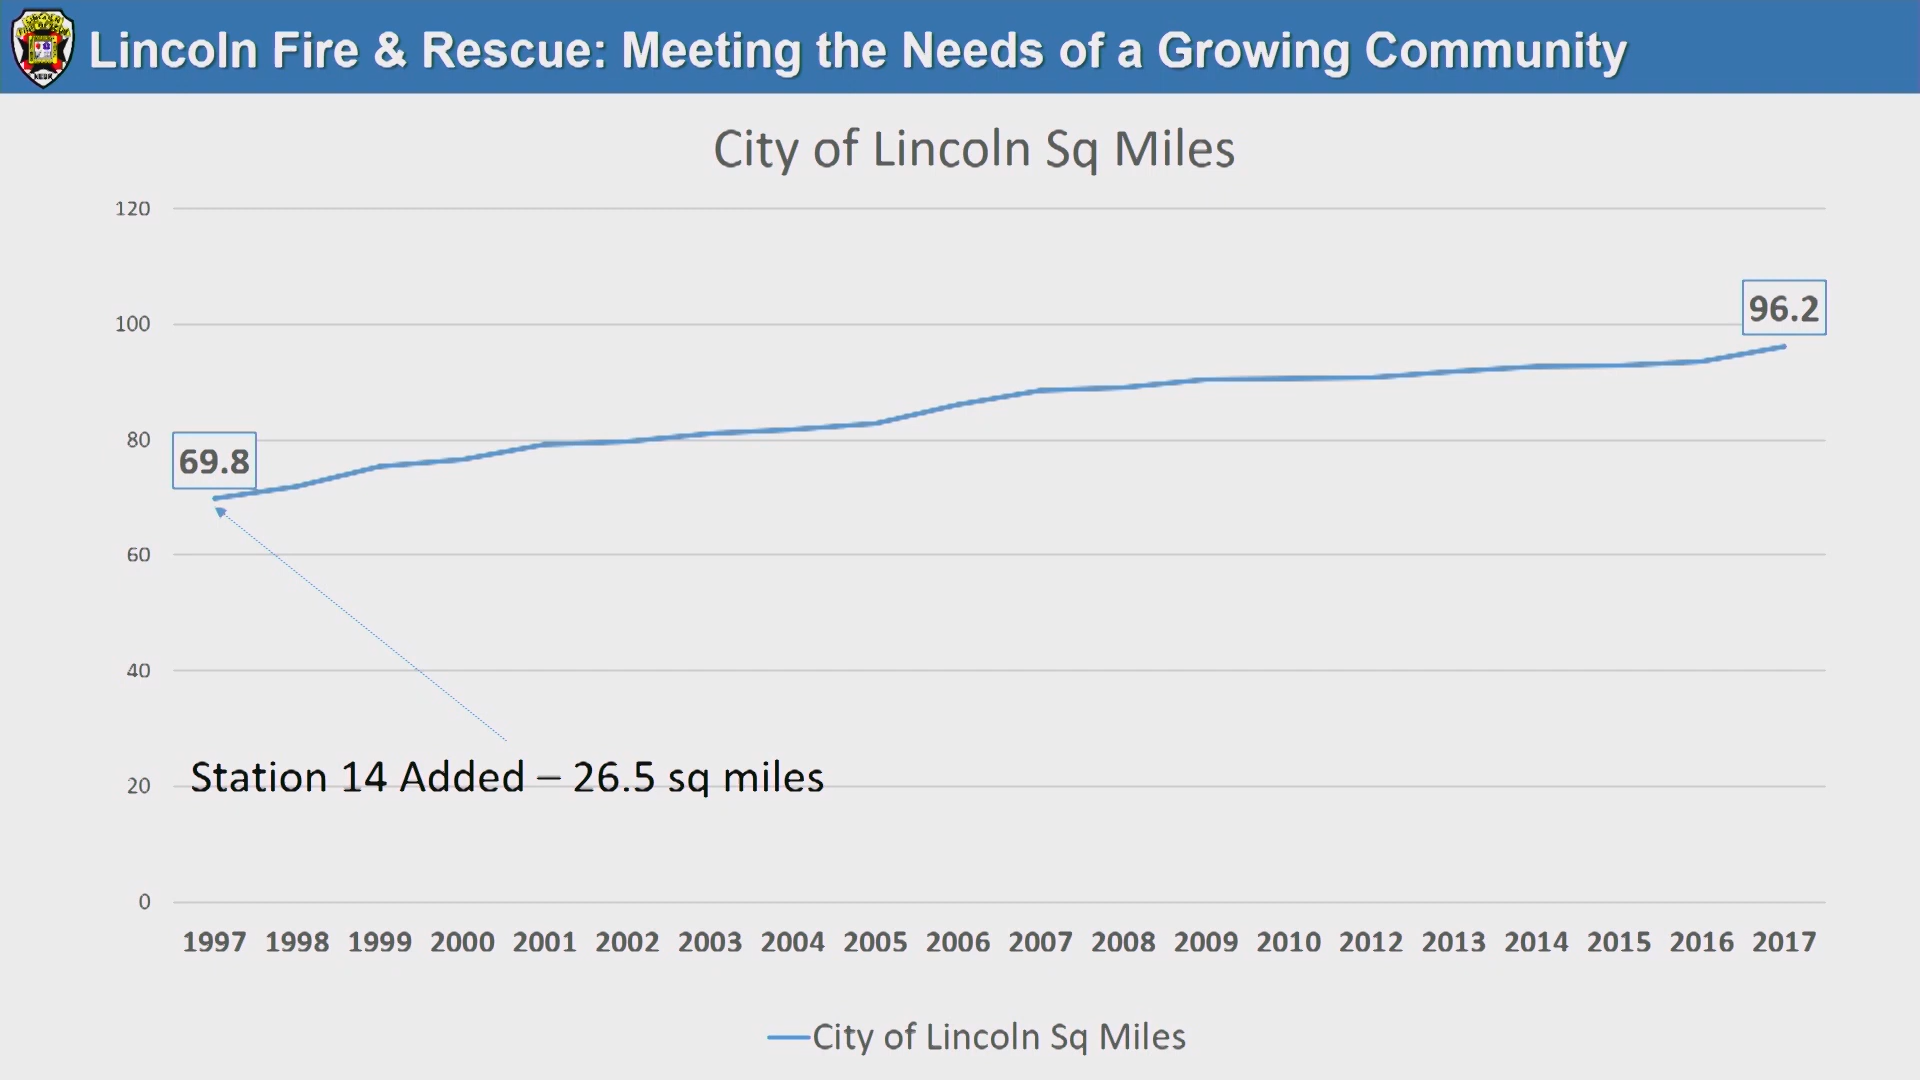 Lincoln Fire & Rescue: Meeting the Needs of a Growing Community
City of Lincoln Sq Miles
120
100
80
60
40
20
0
96.2
69.8
Station 14 Added – 26.5 sq miles
1997 1998 1999 2000 2001 2002 2003 2004 2005 2006 2007 2008 2009 2010 2012 2013 2014 2015 2016 2017
City of Lincoln Sq Miles